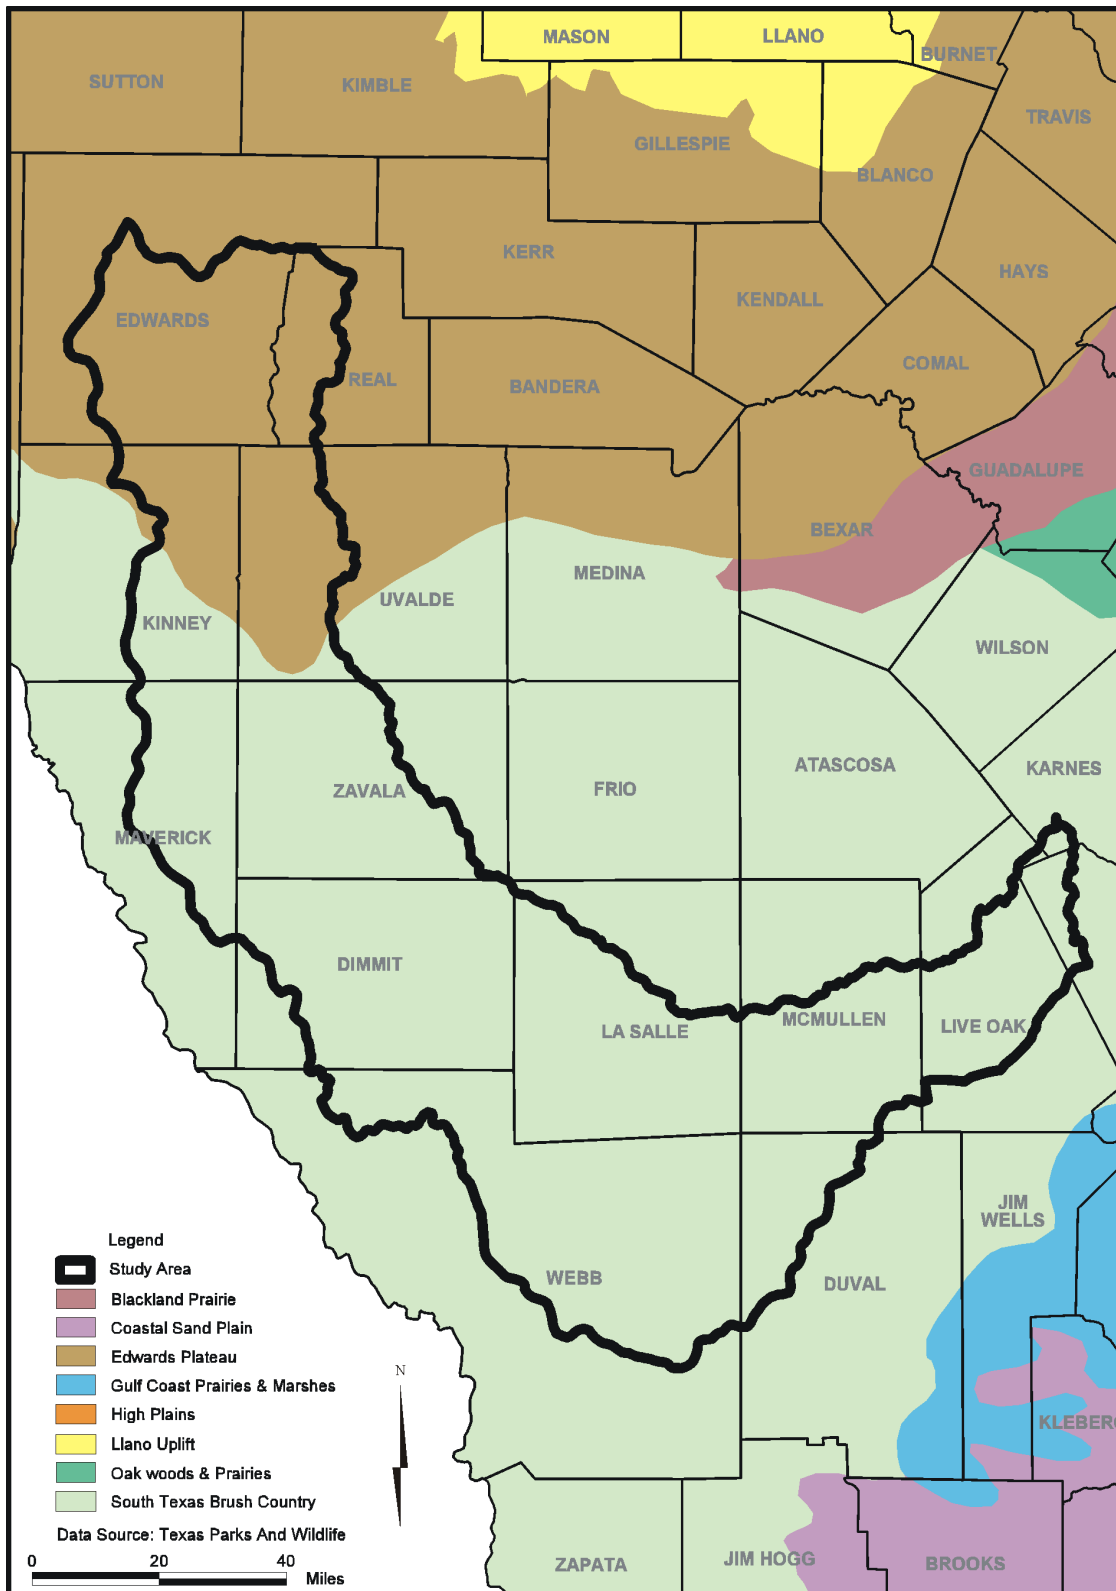 MASON
LLANO
BURNET
SUTTON
KIMBLE
TRAVIS
GILLESPIE
BLANCO
KERR
HAYS
KENDALL
EDWARDS
COMAL
REAL
BANDERA
GUADALUPE
BEXAR
MEDINA
UVALDE
KINNEY
WILSON
ATASCOSA
KARNES
ZAVALA
FRIO
MAVERICK
DIMMIT
MCMULLEN
LA SALLE
LIVE OAK
JIM
WELLS
WEBB
DUVAL
KLEBERG
ZAPATA
JIM HOGG
BROOKS
Legend
Study Area
Blackland Prairie
Coastal Sand Plain
Edwards Plateau
Gulf Coast Prairies & Marshes
High Plains
Llano Uplift
Oak woods & Prairies
South Texas Brush Country
Data Source: Texas Parks And Wildlife
0 20 40
Miles
N